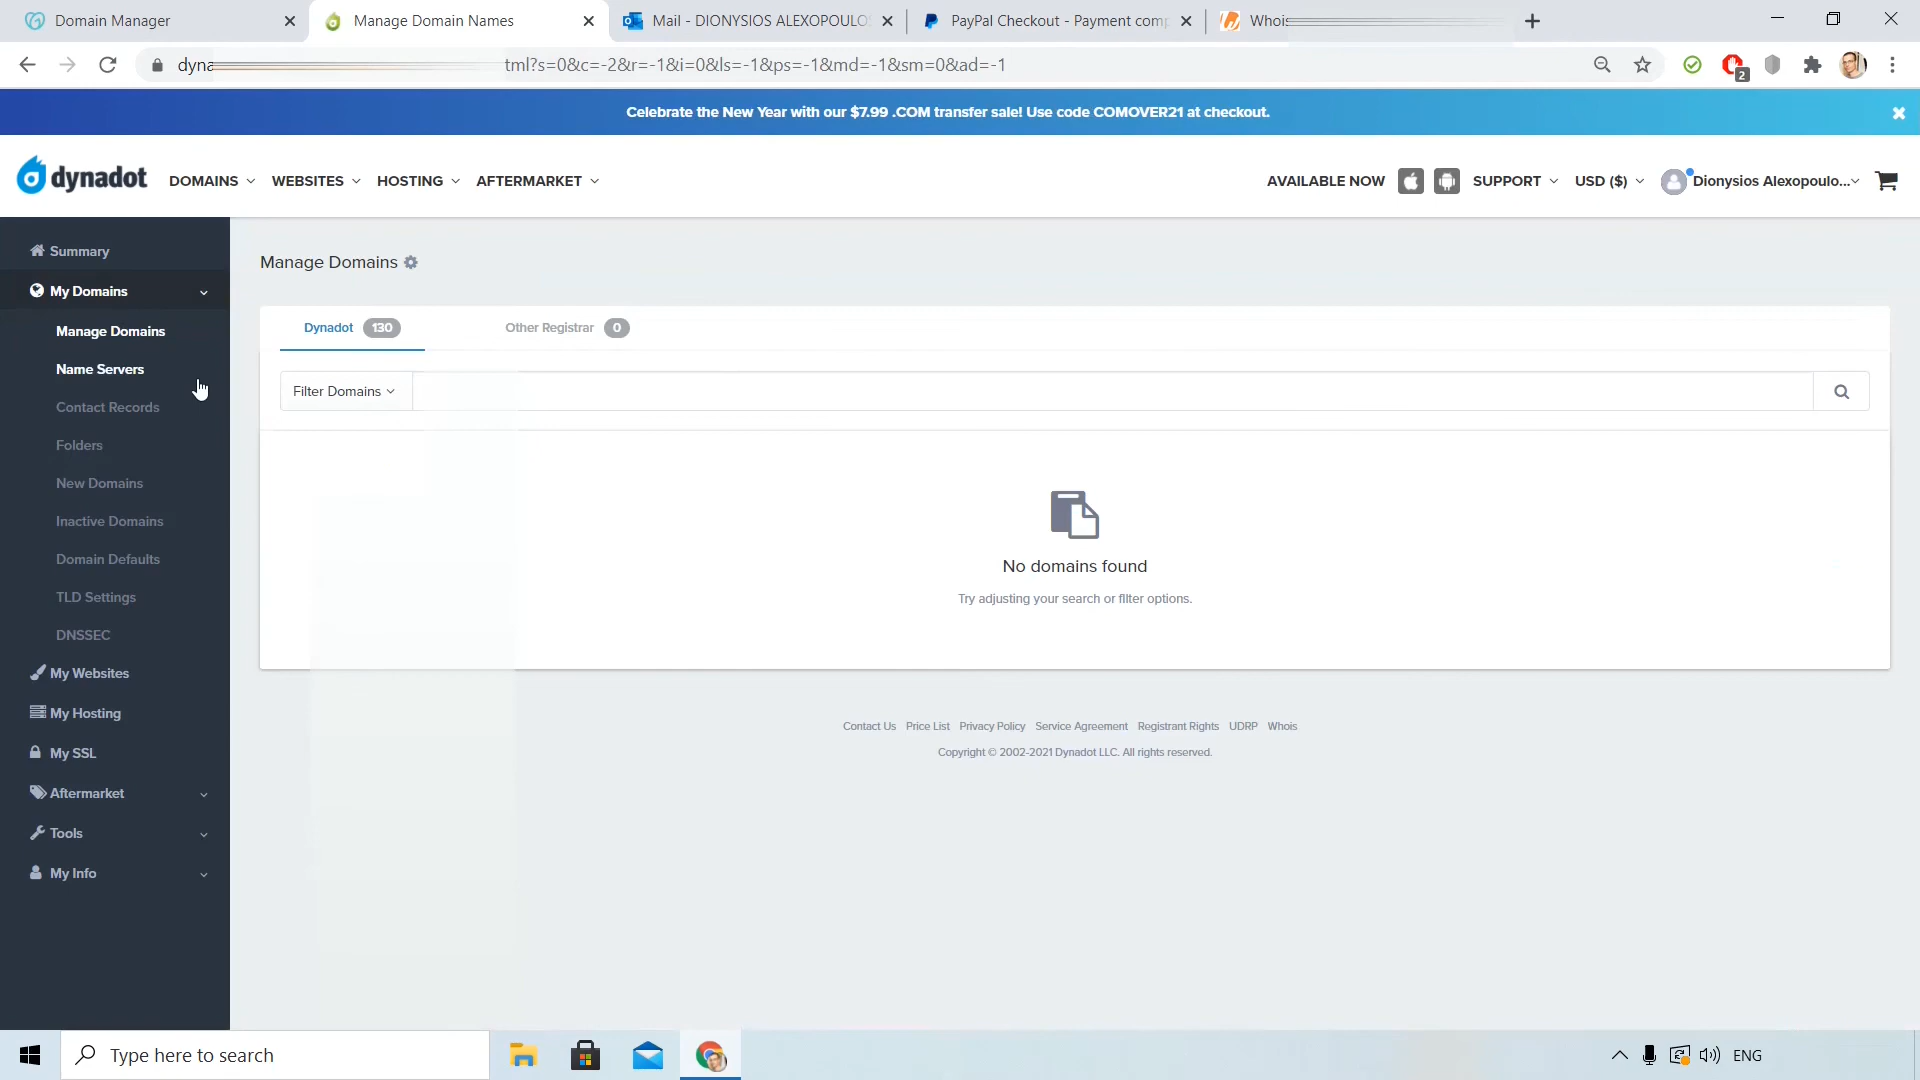 Domain Manager
Manage Domain Names
Mail - DIONYSIOS ALEXOPOULO
PayPal Checkout - Payment comp
Whois
dyna
tml?s=0&c=-2&r=-1&i=0&ls=-1&ps=-1&md=-1&sm=0&ad=-1
2
Celebrate the New Year with our $7.99 .COM transfer sale! Use code COMOVER21 at checkout.
dynadot
DOMAINS
WEBSITES
HOSTING
AFTERMARKET
AVAILABLE NOW
SUPPORT
USD ($)
Dionysios Alexopoulo...
Summary
My Domains
Manage Domains
Name Servers
Contact Records
Folders
New Domains
Inactive Domains
Domain Defaults
TLD Settings
DNSSEC
My Websites
My Hosting
My SSL
Aftermarket
Tools
My Info
Manage Domains
Dynadot 130
Other Registrar 0
Filter Domains
No domains found
Try adjusting your search or filter options.
Contact Us Price List Privacy Policy Service Agreement Registrant Rights UDRP Whois
Copyright © 2002-2021 Dynadot LLC. All rights reserved.
Type here to search
ENG